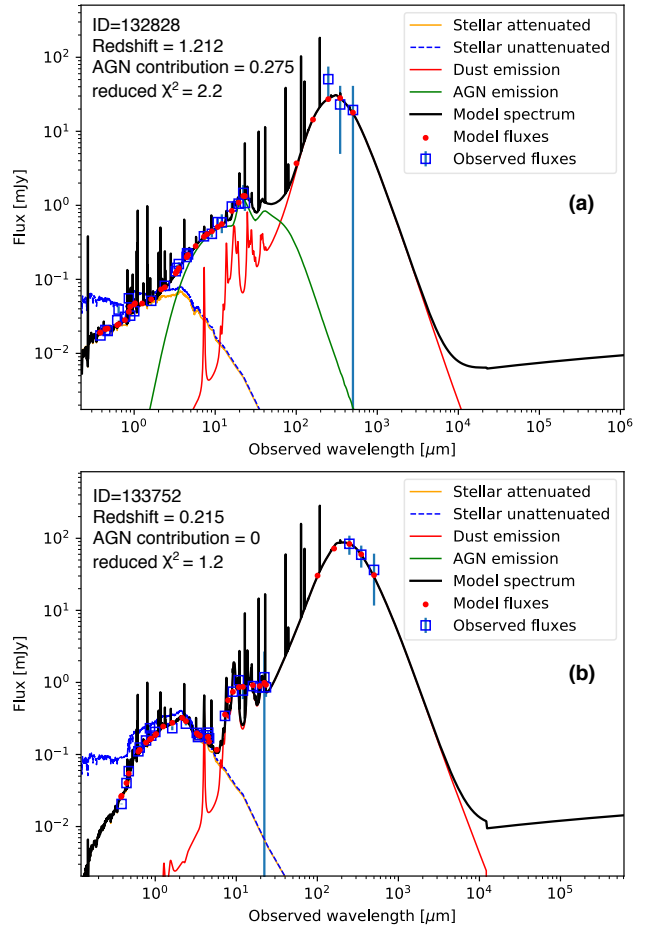 ID=132828
Redshift = 1.212
AGN contribution = 0.275
reduced Χ² = 2.2
Stellar attenuated
Stellar unattenuated
Dust emission
AGN emission
Model spectrum
Model fluxes
Observed fluxes
(a)
Flux [mJy]
10²
10¹
10⁰
10⁻¹
10⁻²
10⁰ 10¹ 10² 10³ 10⁴ 10⁵ 10⁶
Observed wavelength [μm]
ID=133752
Redshift = 0.215
AGN contribution = 0
reduced Χ² = 1.2
Stellar attenuated
Stellar unattenuated
Dust emission
AGN emission
Model spectrum
Model fluxes
Observed fluxes
(b)
Flux [mJy]
10²
10¹
10⁰
10⁻¹
10⁻²
10⁰ 10¹ 10² 10³ 10⁴ 10⁵
Observed wavelength [μm]